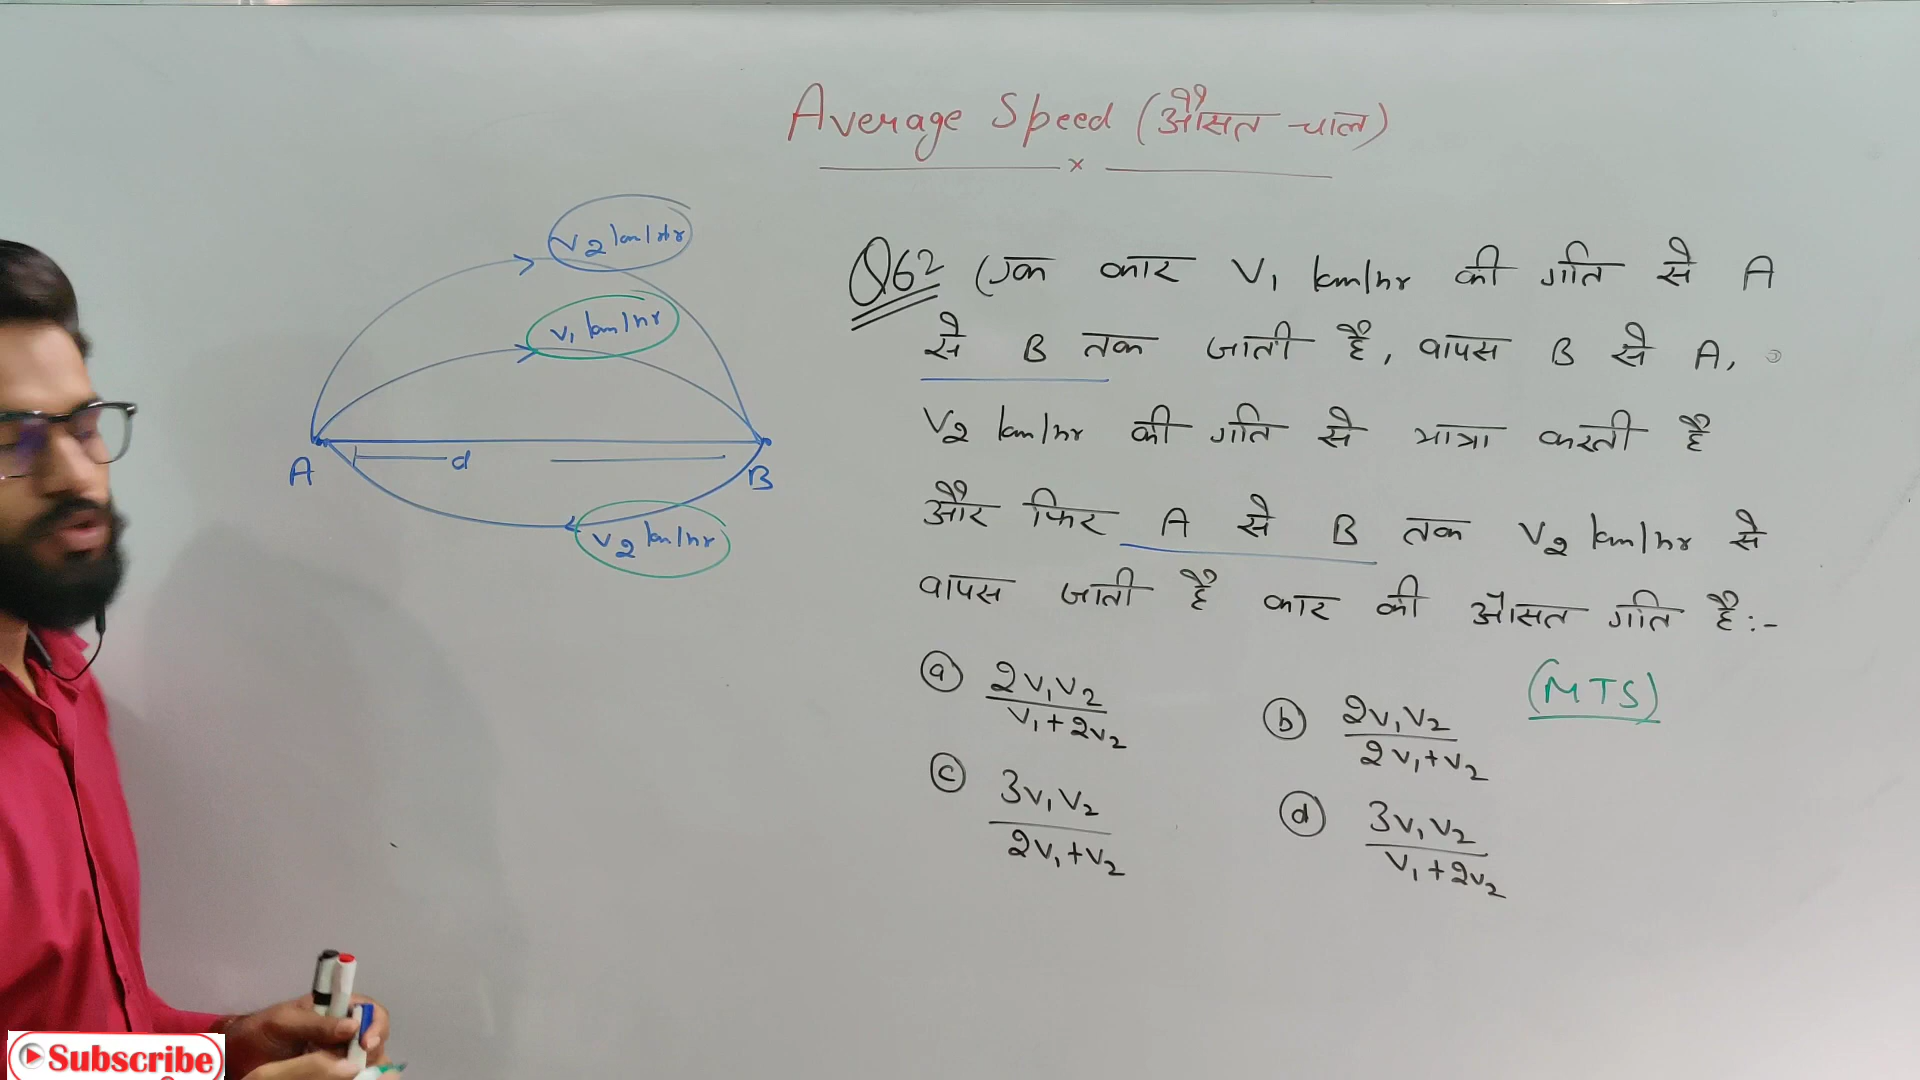 Average Speed (औसत चाल)
x
Q62 (एक कार V₁ km/hr की गति से A
से B तक जाती है, वापस B से A,
V₂ km/hr की गति से यात्रा करती है
और फिर A से B तक V₂ km/hr से
वापस जाती है कार की औसत गति है:-
(MTS)
(a) 2V₁V₂ / V₁+2V₂
(b) 2V₁V₂ / 2V₁+V₂
(c) 3V₁V₂ / 2V₁+V₂
(d) 3V₁V₂ / V₁+2V₂
V₂ km/hr
V₁ km/hr
A d B
V₂ km/hr
Subscribe